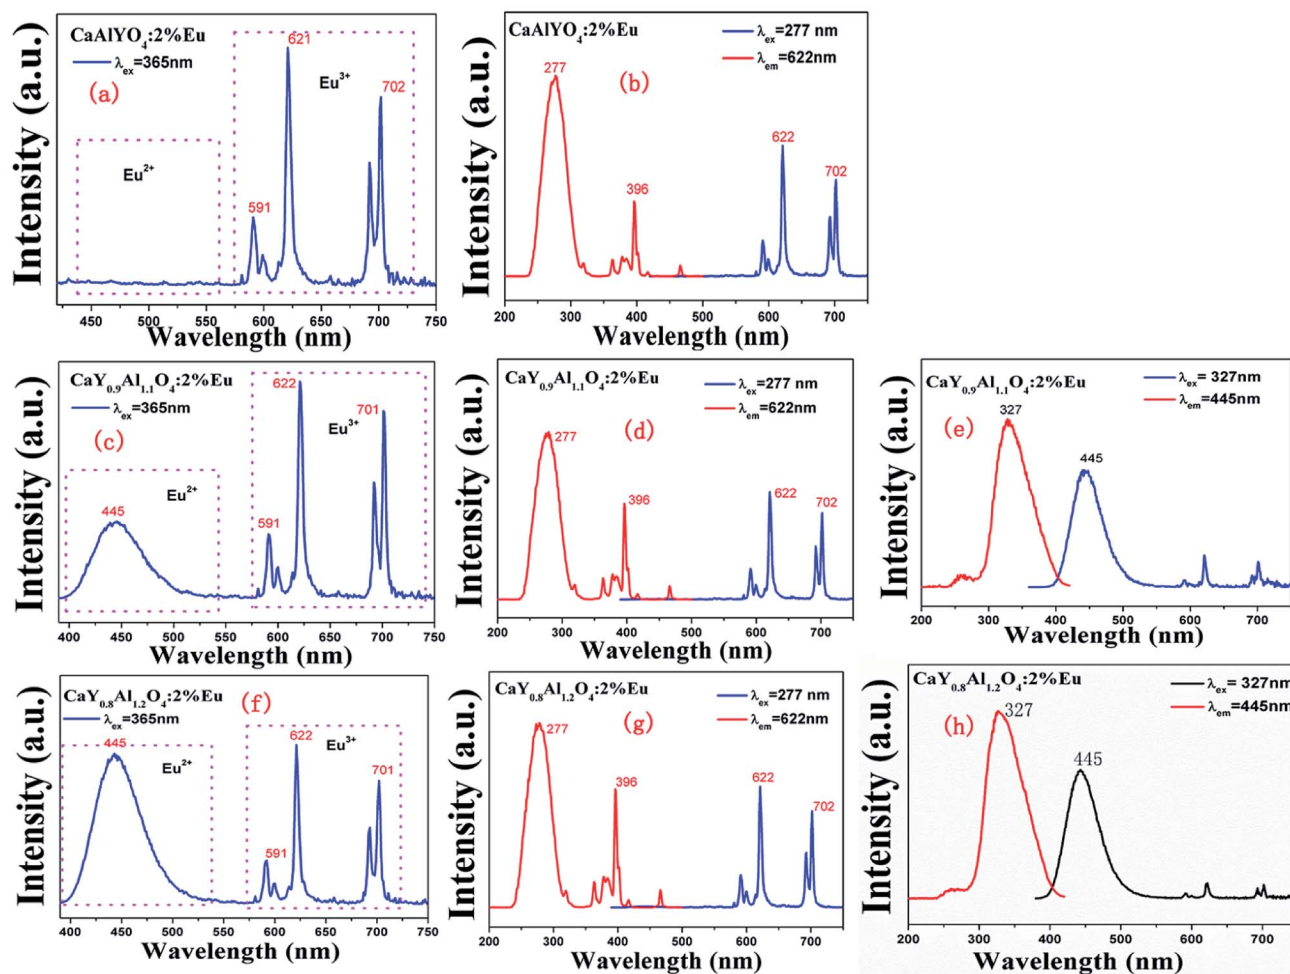 CaAlYO₄:2%Eu
λex=365nm
(a)
621
Eu³⁺
702
Eu²⁺
591
Intensity (a.u.)
450 500 550 600 650 700 750
Wavelength (nm)
CaAlYO₄:2%Eu
λex=277 nm
λem=622nm
277
(b)
622
396
702
Intensity (a.u.)
200 300 400 500 600 700
Wavelength (nm)
CaY₀.₉Al₁.₁O₄:2%Eu
λex=365nm
622
Eu³⁺
701
(c)
Eu²⁺
445
591
Intensity (a.u.)
400 450 500 550 600 650 700 750
Wavelength (nm)
CaY₀.₉Al₁.₁O₄:2%Eu
λex=277 nm
λem=622nm
277
(d)
396
622
702
Intensity (a.u.)
200 300 400 500 600 700
Wavelength (nm)
CaY₀.₉Al₁.₁O₄:2%Eu
λex= 327nm
λem=445nm
327
(e)
445
Intensity (a.u.)
200 300 400 500 600 700
Wavelength (nm)
CaY₀.₈Al₁.₂O₄:2%Eu
λex=365nm
(f)
622
Eu³⁺
445
Eu²⁺
701
591
Intensity (a.u.)
400 450 500 550 600 650 700 750
Wavelength (nm)
CaY₀.₈Al₁.₂O₄:2%Eu
λex=277 nm
λem=622nm
277
(g)
396
622
702
Intensity (a.u.)
200 300 400 500 600 700 800
Wavelength (nm)
CaY₀.₈Al₁.₂O₄:2%Eu
λex= 327nm
λem=445nm
327
(h)
445
Intensity (a.u.)
200 300 400 500 600 700
Wavelength (nm)